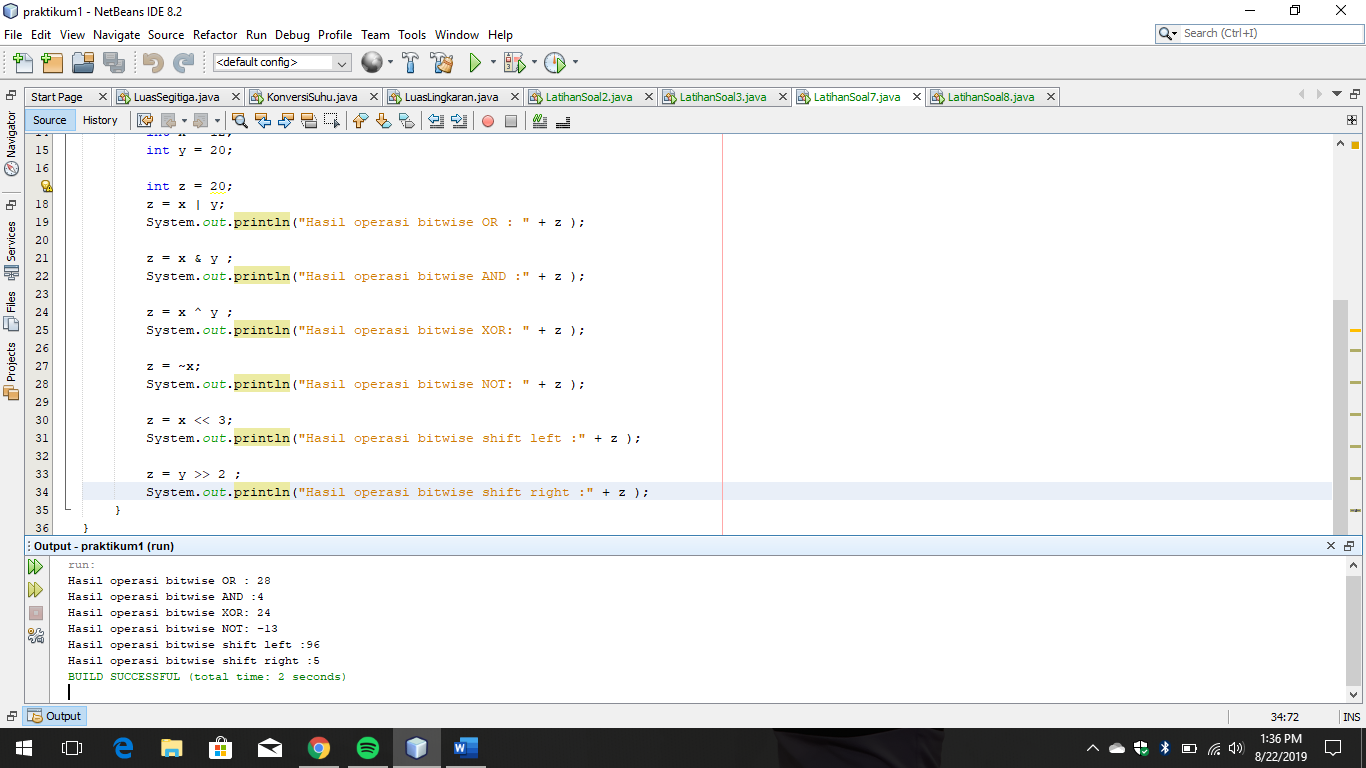 praktikum1 - NetBeans IDE 8.2
File Edit View Navigate Source Refactor Run Debug Profile Team Tools Window Help
Search (Ctrl+I)
<default config>
Start Page LuasSegitiga.java KonversiSuhu.java LuasLingkaran.java LatihanSoal2.java LatihanSoal3.java LatihanSoal7.java LatihanSoal8.java
Source History
Navigator
Services
Files
Projects
14 int x = 12;
15 int y = 20;
16
int z = 20;
18 z = x | y;
19 System.out.println("Hasil operasi bitwise OR : " + z );
20
21 z = x & y ;
22 System.out.println("Hasil operasi bitwise AND :" + z );
23
24 z = x ^ y ;
25 System.out.println("Hasil operasi bitwise XOR: " + z );
26
27 z = ~x;
28 System.out.println("Hasil operasi bitwise NOT: " + z );
29
30 z = x << 3;
31 System.out.println("Hasil operasi bitwise shift left :" + z );
32
33 z = y >> 2 ;
34 System.out.println("Hasil operasi bitwise shift right :" + z );
35 }
36 }
Output - praktikum1 (run)
run:
Hasil operasi bitwise OR : 28
Hasil operasi bitwise AND :4
Hasil operasi bitwise XOR: 24
Hasil operasi bitwise NOT: -13
Hasil operasi bitwise shift left :96
Hasil operasi bitwise shift right :5
BUILD SUCCESSFUL (total time: 2 seconds)
Output
34:72 INS
1:36 PM
8/22/2019